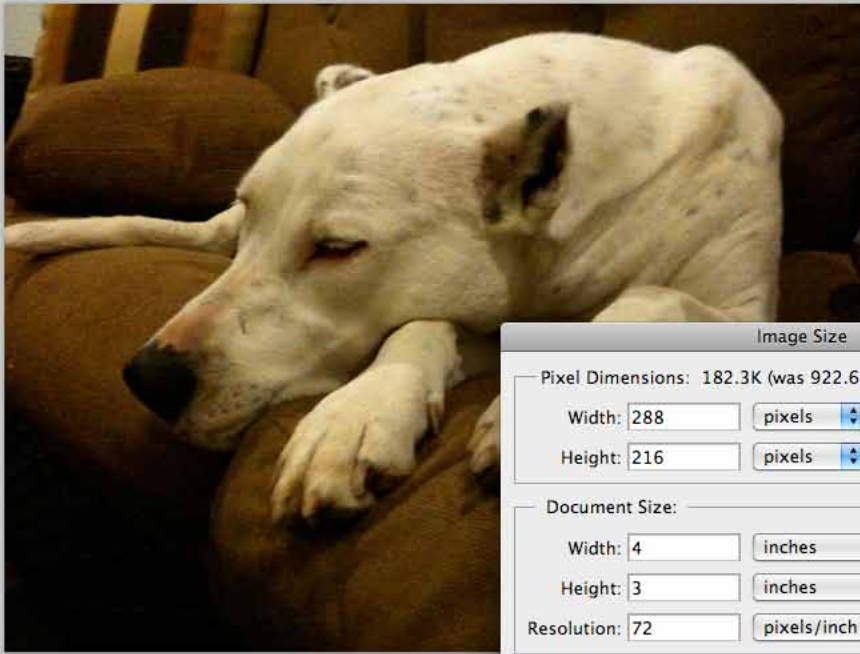 Image Size
Pixel Dimensions: 182.3K (was 922.6
Width: 288 pixels
Height: 216 pixels
Document Size:
Width: 4 inches
Height: 3 inches
Resolution: 72 pixels/inch